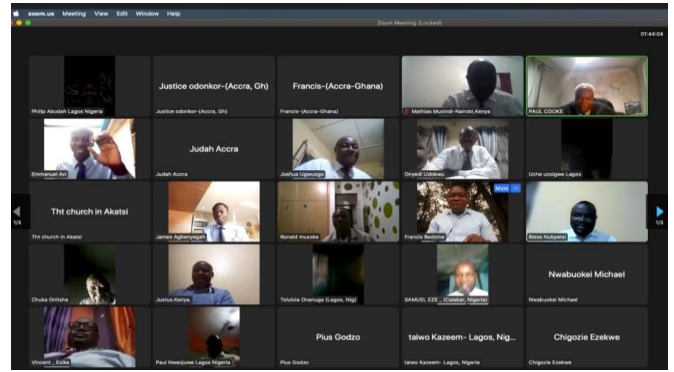 zoom.us Meeting View Edit Window Help
Zoom Meeting (Locked)
01:44:04
Philip Abudah Lagos Nigeria
Justice odonkor-(Accra, Gh)
Justice odonkor-(Accra, Gh)
Francis-(Accra-Ghana)
Francis-(Accra-Ghana)
Mathias Musindi-Nairobi,Kenya
PAUL COOKE
Emmanuel Avi
Judah Accra
Judah Accra
Joshua Ugwuogo
Onyedi Udokwu
Uche uzoigwe Lagos
Tht church in Akatsi
Tht church in Akatsi
James Agbenyegah
Ronald musoke
Mute
Francis Bedzina
Bless Nukpetsi
1/3
1/3
Chuka Onitsha
Justus.Kenya.
Tolulola Onanuga (Lagos, Nig)
SAMUEL EZE _ (Calabar, Nigeria)
Nwabuokei Michael
Nwabuokei Michael
Vincent _ Ezike
Paul Nwaojuwe Lagos Nigeria
Pius Godzo
Pius Godzo
taiwo Kazeem- Lagos, Nig...
taiwo Kazeem- Lagos, Nigeria
Chigozie Ezekwe
Chigozie Ezekwe